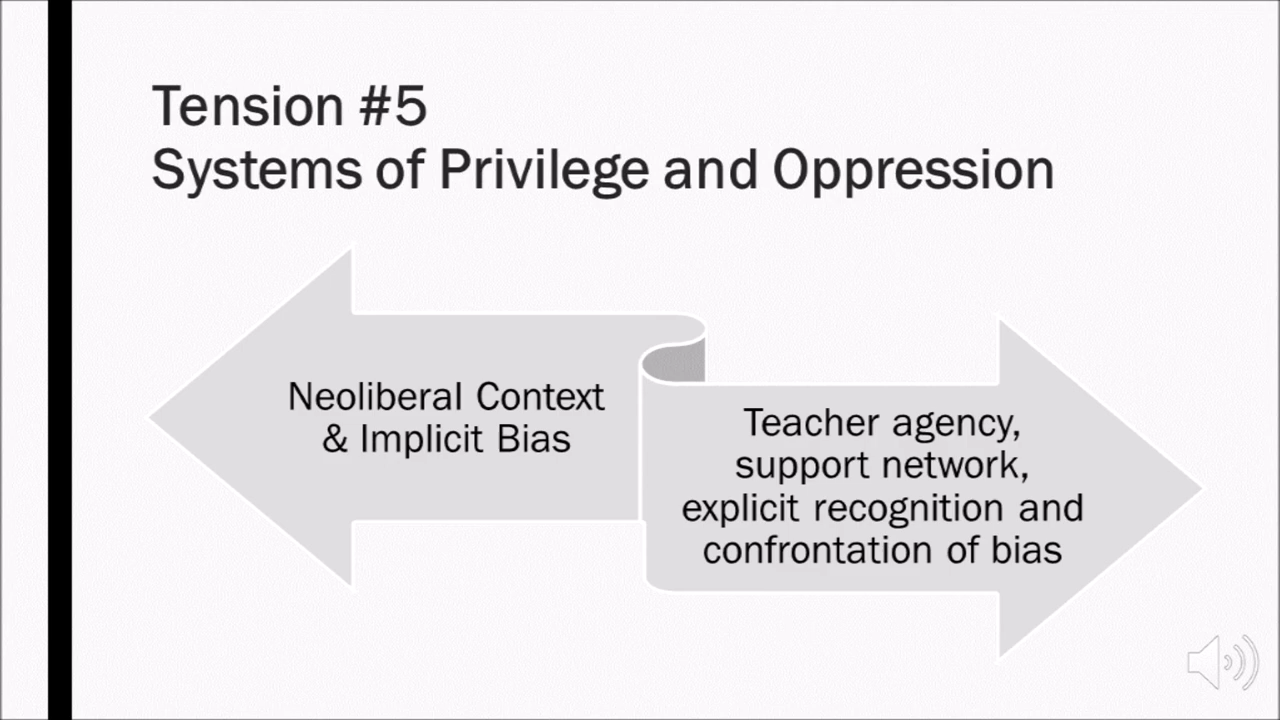 Tension #5
Systems of Privilege and Oppression
Neoliberal Context
& Implicit Bias
Teacher agency,
support network,
explicit recognition and
confrontation of bias